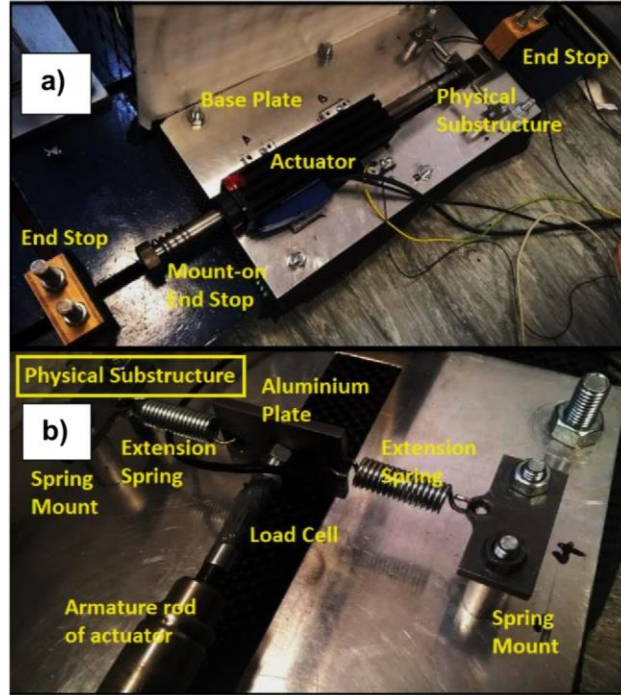 a)
End Stop
Base Plate
Physical
Substructure
Actuator
End Stop
Mount-on
End Stop
Physical Substructure
Aluminium
Plate
b)
Extension
Spring
Extension
Spring
Spring
Mount
Load Cell
Armature rod
of actuator
Spring
Mount